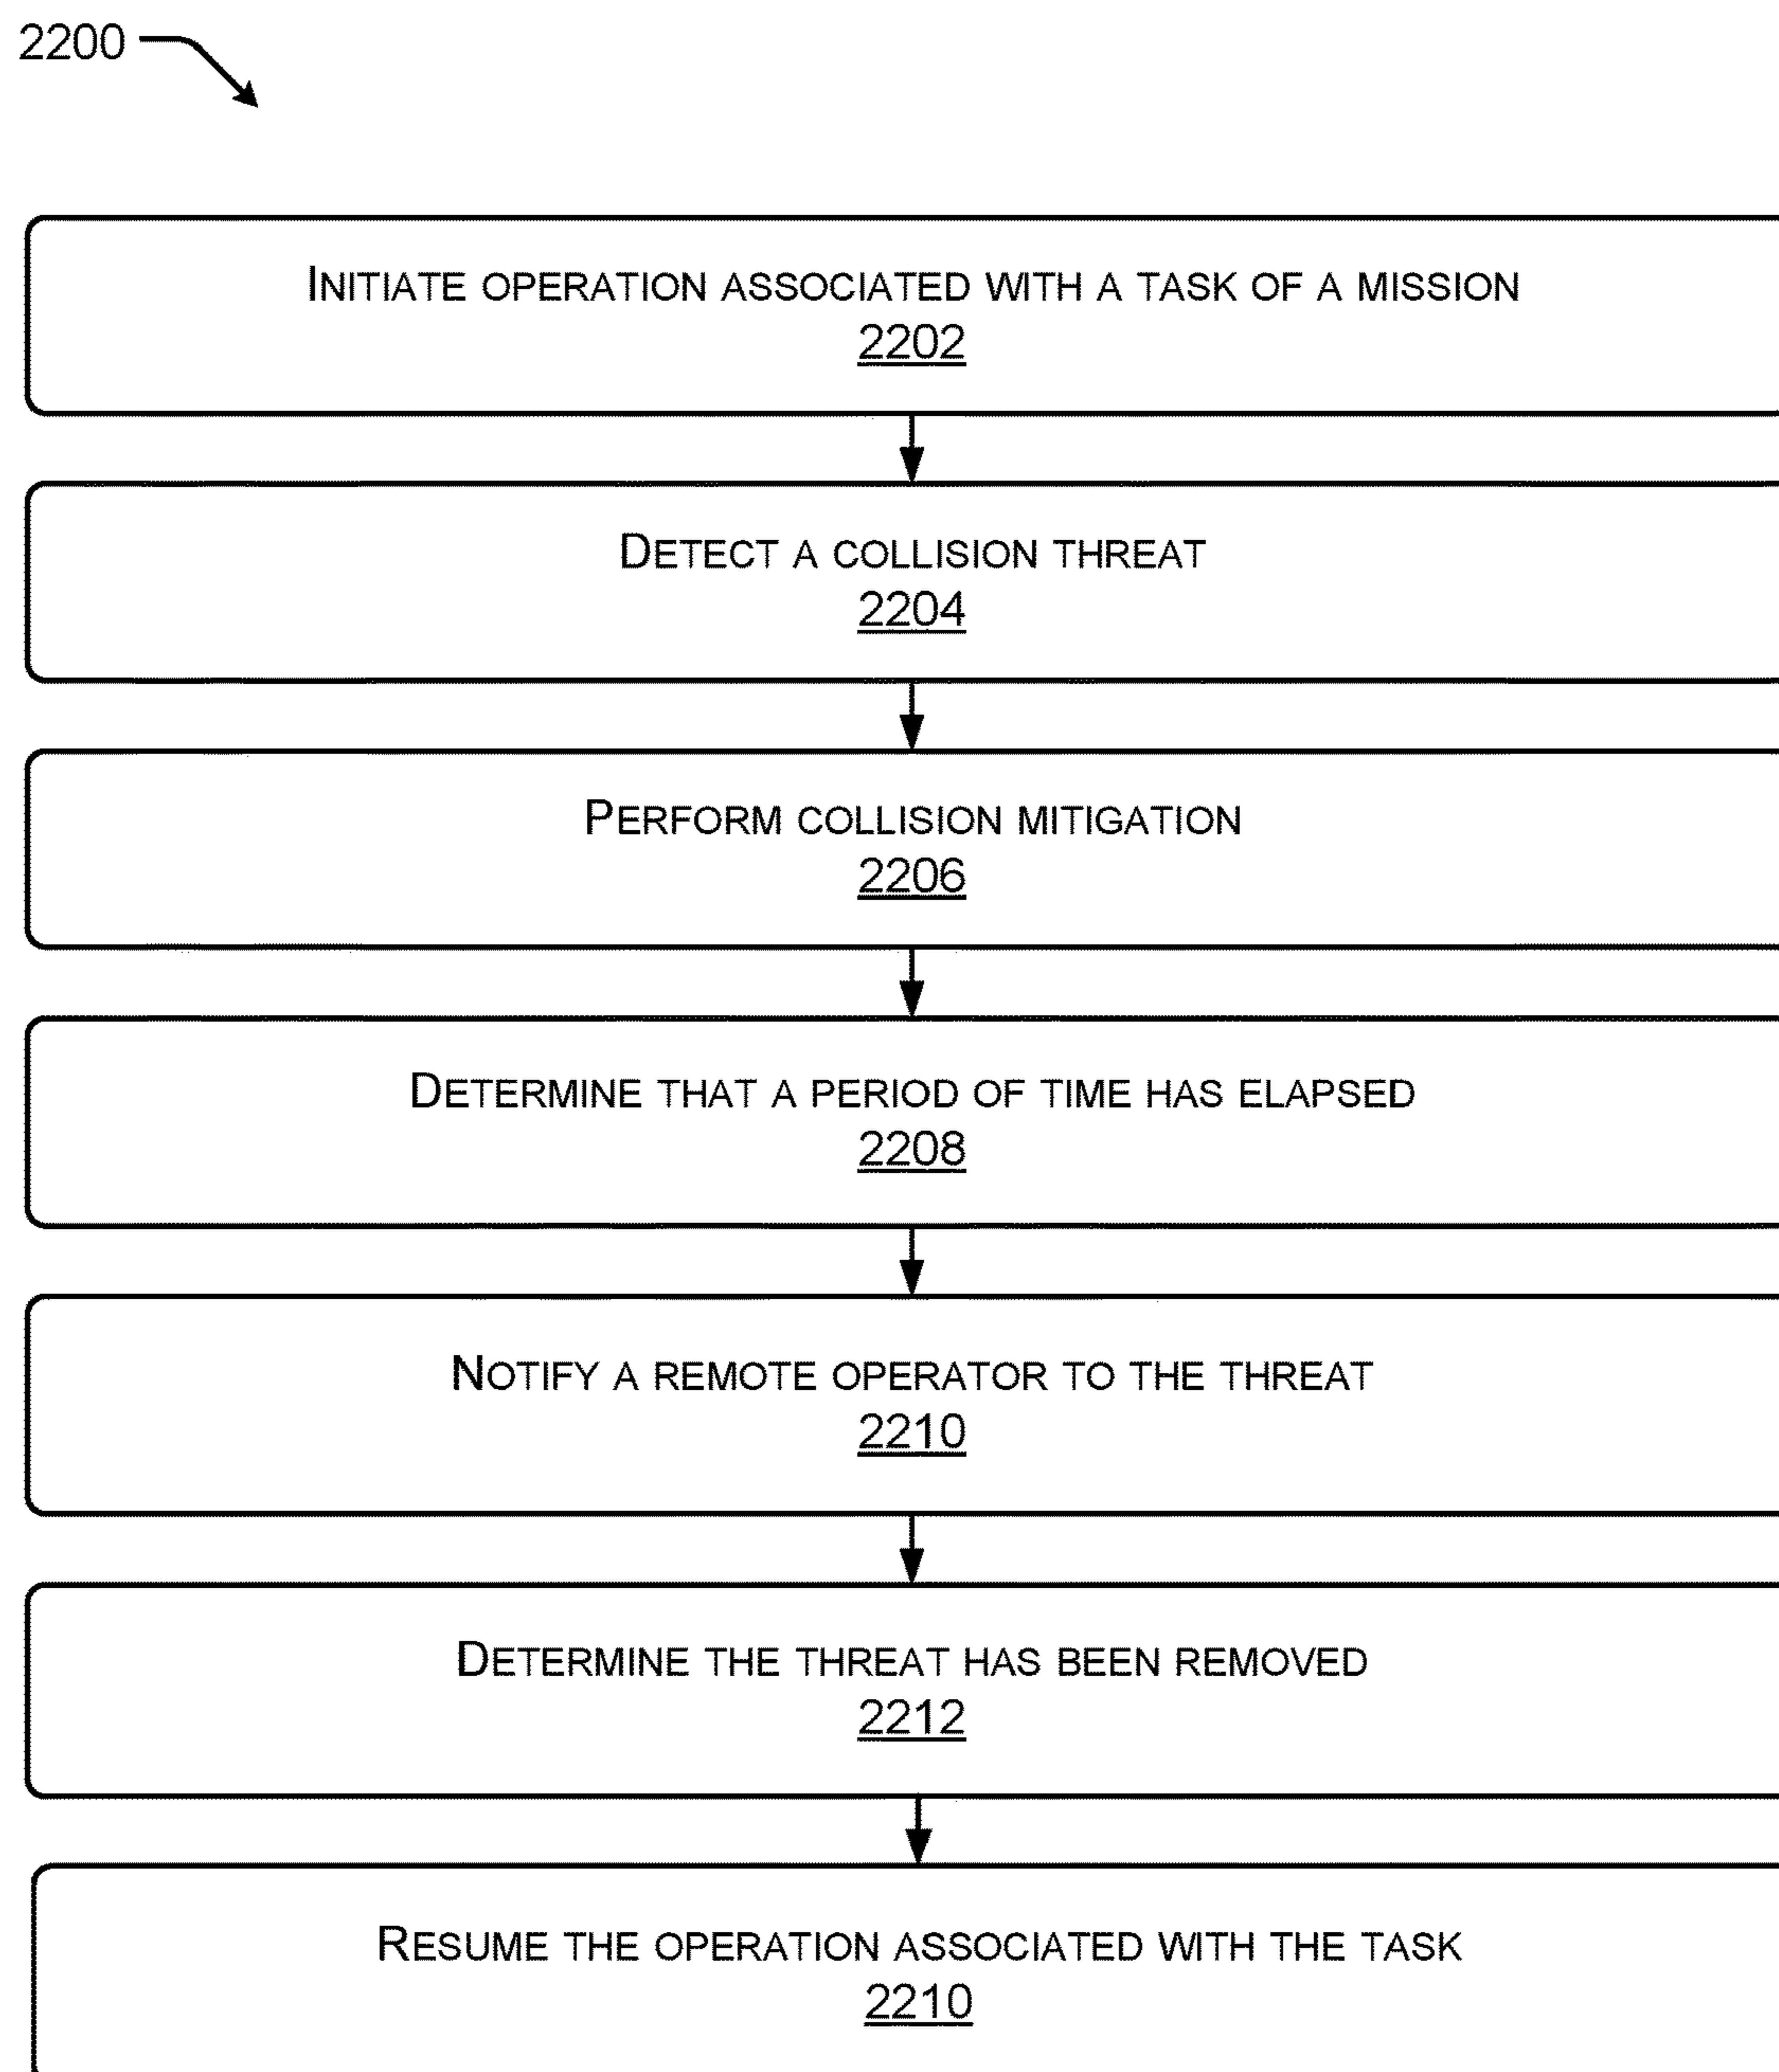 2200
INITIATE OPERATION ASSOCIATED WITH A TASK OF A MISSION
2202
DETECT A COLLISION THREAT
2204
PERFORM COLLISION MITIGATION
2206
DETERMINE THAT A PERIOD OF TIME HAS ELAPSED
2208
NOTIFY A REMOTE OPERATOR TO THE THREAT
2210
DETERMINE THE THREAT HAS BEEN REMOVED
2212
RESUME THE OPERATION ASSOCIATED WITH THE TASK
2210